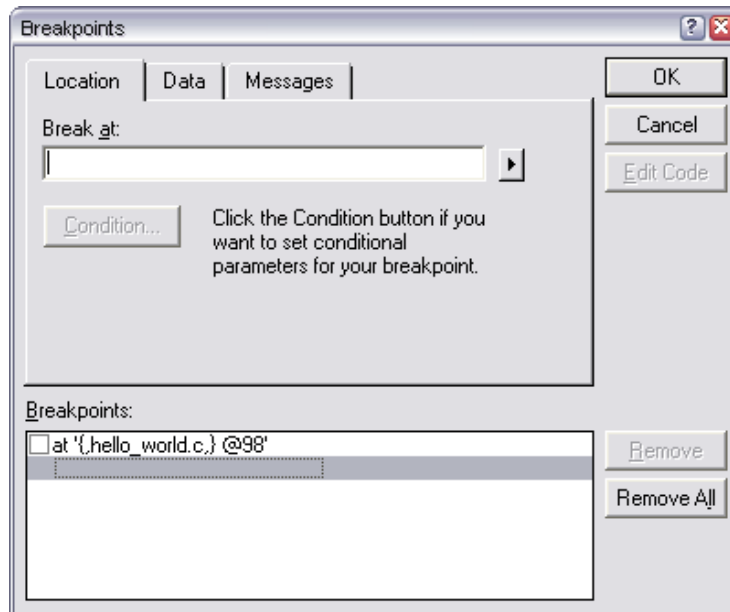 Breakpoints
Location Data Messages
OK
Break at:
Cancel
Edit Code
Condition...
Click the Condition button if you
want to set conditional
parameters for your breakpoint.
Breakpoints:
at '{,hello_world.c,} @98'
Remove
Remove All